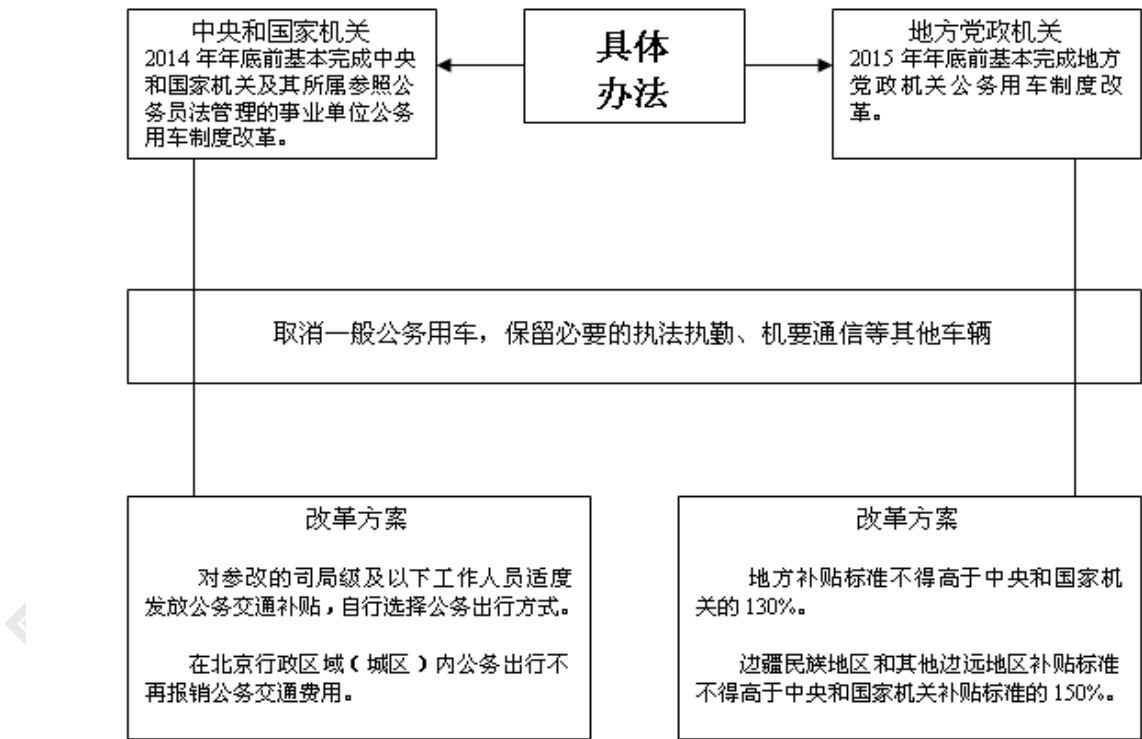 中央和国家机关
2014 年年底前基本完成中央
和国家机关及其所属参照公
务员法管理的事业单位公务
用车制度改革。
具体
办法
地方党政机关
2015 年年底前基本完成地方
党政机关公务用车制度改
革。
取消一般公务用车，保留必要的执法执勤、机要通信等其他车辆
改革方案
对参改的司局级及以下工作人员适度
发放公务交通补贴，自行选择公务出行方式。
在北京行政区域（城区）内公务出行不
再报销公务交通费用。
改革方案
地方补贴标准不得高于中央和国家机
关的 130%。
边疆民族地区和其他边远地区补贴标准
不得高于中央和国家机关补贴标准的 150%。